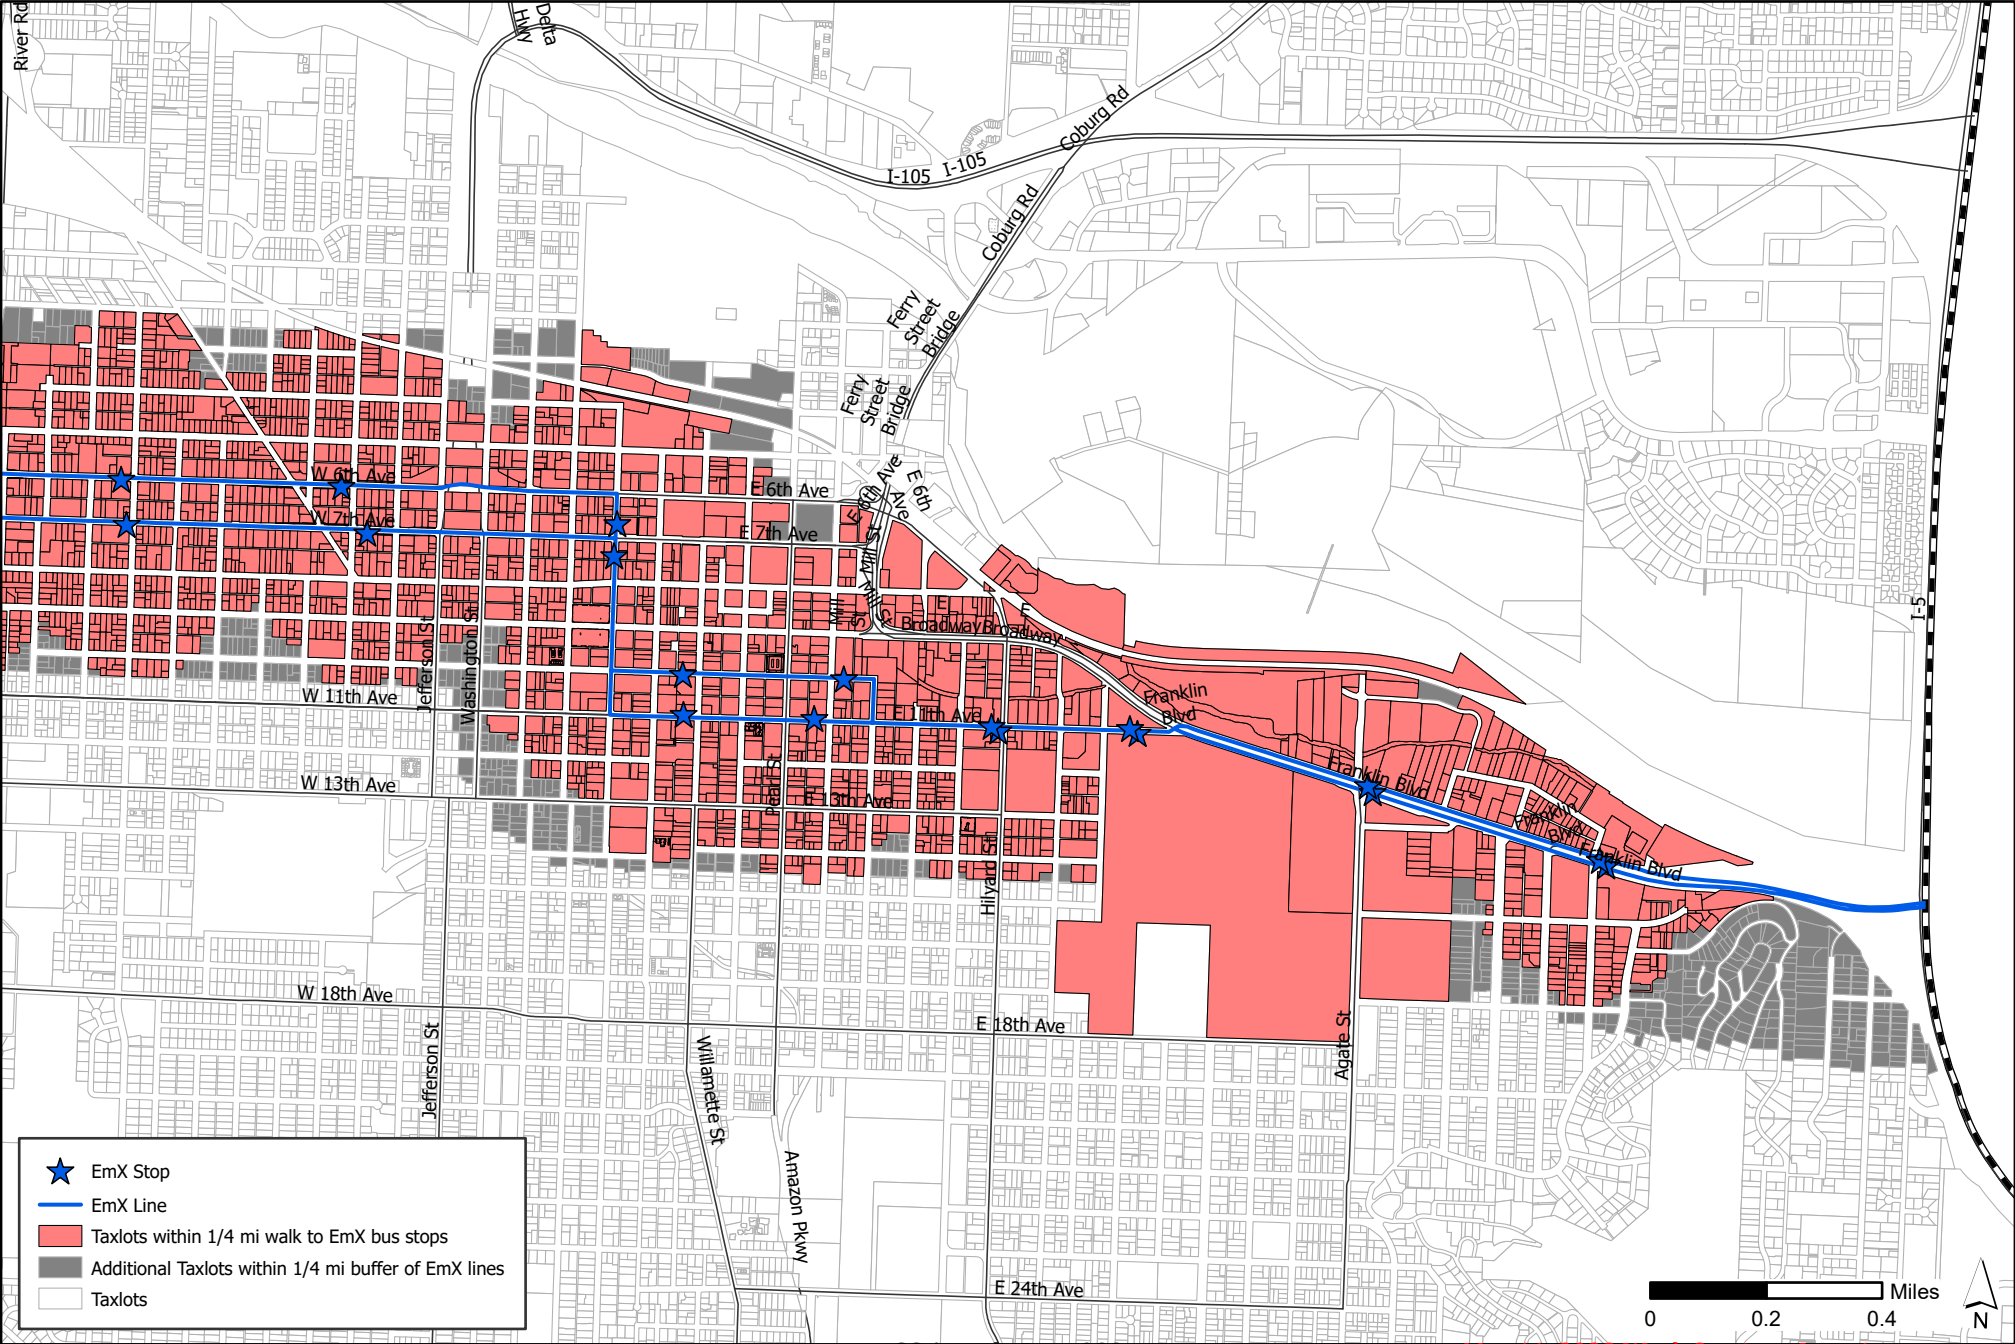 River Rd
Delta
Hwy
Coburg Rd
I-105
I-105
Coburg Rd
Ferry
Street
Bridge
Ferry
Street
Bridge
W 6th Ave
E 6th Ave
E 6th Ave
E 6th
Ave
W 7th Ave
E 7th Ave
Mill St
Mill St
Mill
St
E
Broadway
E
Broadway
I-5
Jefferson St
Washington St
W 11th Ave
E 11th Ave
Franklin
Blvd
W 13th Ave
Pearl St
E 13th Ave
Franklin Blvd
Franklin
Blvd
Franklin Blvd
Hilyard St
W 18th Ave
E 18th Ave
Jefferson St
Willamette St
Agate St
Amazon Pkwy
E 24th Ave
EmX Stop
EmX Line
Taxlots within 1/4 mi walk to EmX bus stops
Additional Taxlots within 1/4 mi buffer of EmX lines
Taxlots
Miles
0 0.2 0.4
N